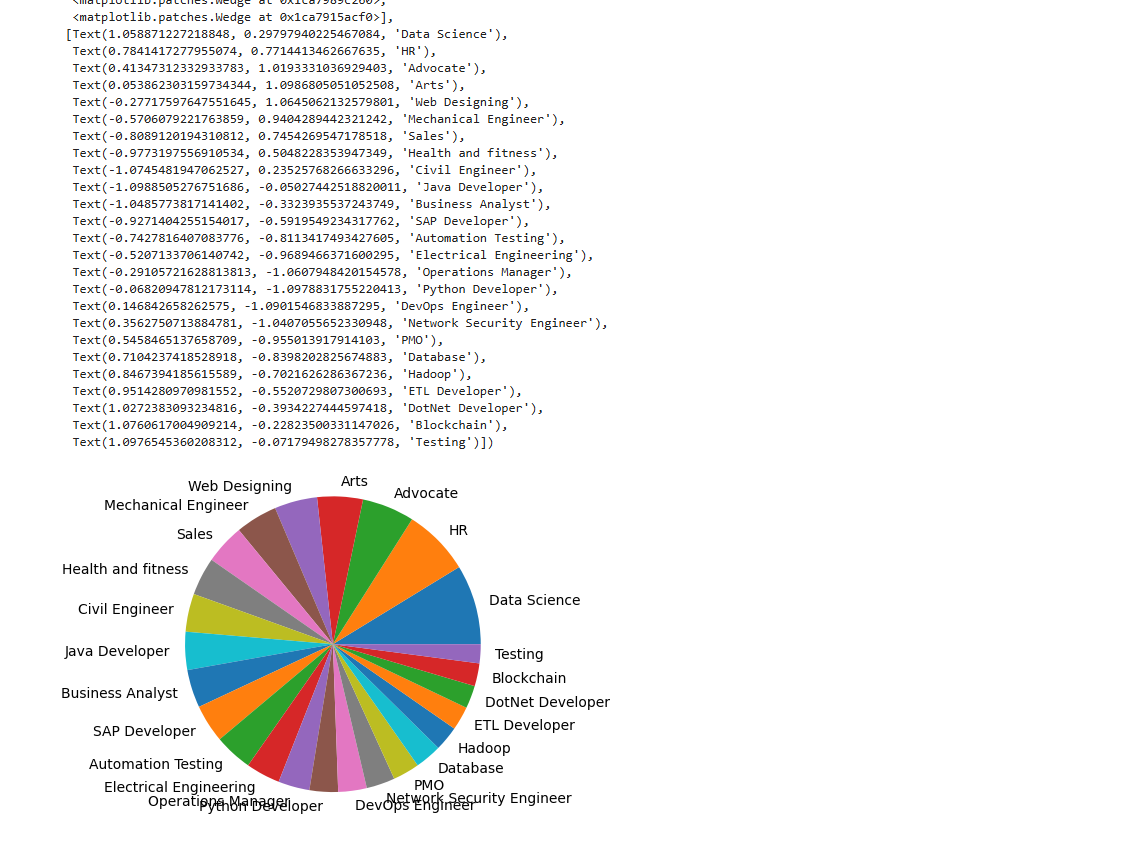 <matplotlib.patches.Wedge at 0x1ca7989c280>,
<matplotlib.patches.Wedge at 0x1ca7915acf0>],
[Text(1.058871227218848, 0.29797940225467084, 'Data Science'),
Text(0.7841417277955074, 0.7714413462667635, 'HR'),
Text(0.41347312332933783, 1.0193331036929403, 'Advocate'),
Text(0.053862303159734344, 1.0986805051052508, 'Arts'),
Text(-0.27717597647551645, 1.0645062132579801, 'Web Designing'),
Text(-0.5706079221763859, 0.9404289442321242, 'Mechanical Engineer'),
Text(-0.8089120194310812, 0.7454269547178518, 'Sales'),
Text(-0.9773197556910534, 0.5048228353947349, 'Health and fitness'),
Text(-1.0745481947062527, 0.23525768266633296, 'Civil Engineer'),
Text(-1.0988505276751686, -0.05027442518820011, 'Java Developer'),
Text(-1.0485773817141402, -0.3323935537243749, 'Business Analyst'),
Text(-0.9271404255154017, -0.5919549234317762, 'SAP Developer'),
Text(-0.7427816407083776, -0.8113417493427605, 'Automation Testing'),
Text(-0.5207133706140742, -0.9689466371600295, 'Electrical Engineering'),
Text(-0.29105721628813813, -1.0607948420154578, 'Operations Manager'),
Text(-0.06820947812173114, -1.0978831755220413, 'Python Developer'),
Text(0.146842658262575, -1.0901546833887295, 'DevOps Engineer'),
Text(0.3562750713884781, -1.0407055652330948, 'Network Security Engineer'),
Text(0.5458465137658709, -0.955013917914103, 'PMO'),
Text(0.7104237418528918, -0.8398202825674883, 'Database'),
Text(0.8467394185615589, -0.7021626286367236, 'Hadoop'),
Text(0.9514280970981552, -0.5520729807300693, 'ETL Developer'),
Text(1.0272383093234816, -0.3934227444597418, 'DotNet Developer'),
Text(1.0760617004909214, -0.22823500331147026, 'Blockchain'),
Text(1.0976545360208312, -0.07179498278357778, 'Testing')])
Arts
Web Designing
Advocate
Mechanical Engineer
HR
Sales
Health and fitness
Data Science
Civil Engineer
Java Developer
Testing
Blockchain
Business Analyst
DotNet Developer
ETL Developer
SAP Developer
Hadoop
Automation Testing
Database
Electrical Engineering
PMO
Network Security Engineer
Operations Manager
Python Developer
DevOps Engineer